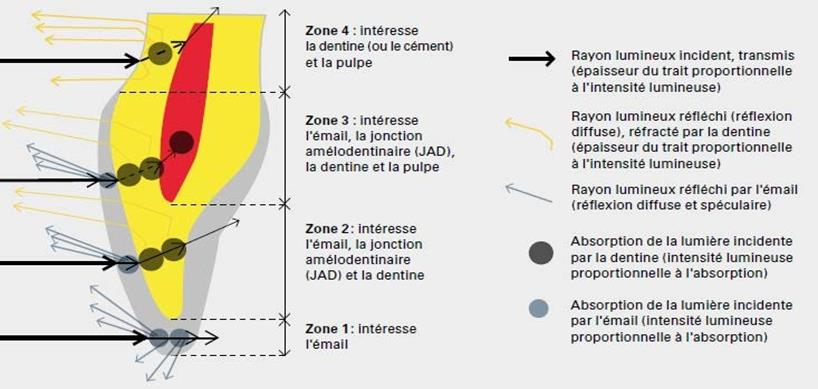 Zone 4 : intéresse
la dentine (ou le cément)
et la pulpe
Zone 3 : intéresse
l'émail, la jonction
amélodentinaire (JAD),
la dentine et la pulpe
Zone 2 : intéresse
l'émail, la jonction
amélodentinaire
(JAD) et la dentine
Zone 1 : intéresse
l'émail
Rayon lumineux incident, transmis
(épaisseur du trait proportionnelle
à l'intensité lumineuse)
Rayon lumineux réfléchi (réflexion
diffuse), réfracté par la dentine
(épaisseur du trait proportionnelle
à l'intensité lumineuse)
Rayon lumineux réfléchi par l'émail
(réflexion diffuse et spéculaire)
Absorption de la lumière incidente
par la dentine (intensité lumineuse
proportionnelle à l'absorption)
Absorption de la lumière incidente
par l'émail (intensité lumineuse
proportionnelle à l'absorption)